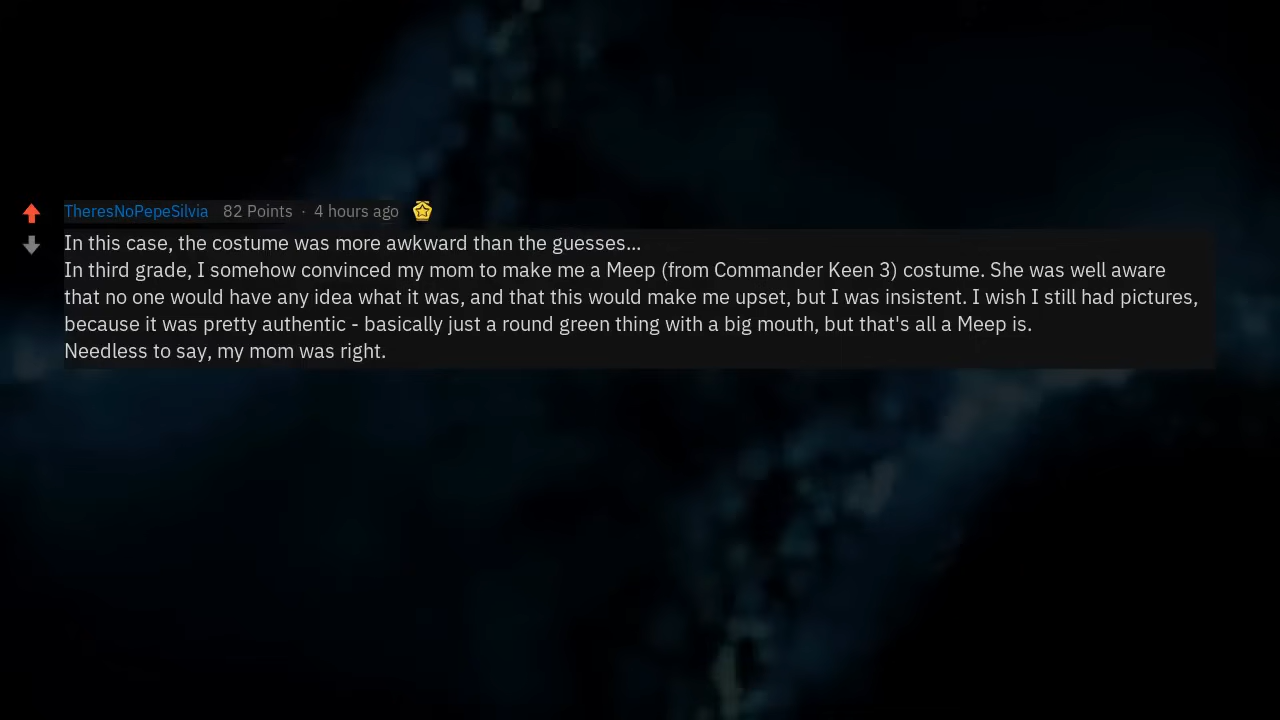 TheresNoPepeSilvia 82 Points · 4 hours ago
In this case, the costume was more awkward than the guesses...
In third grade, I somehow convinced my mom to make me a Meep (from Commander Keen 3) costume. She was well aware
that no one would have any idea what it was, and that this would make me upset, but I was insistent. I wish I still had pictures,
because it was pretty authentic - basically just a round green thing with a big mouth, but that's all a Meep is.
Needless to say, my mom was right.